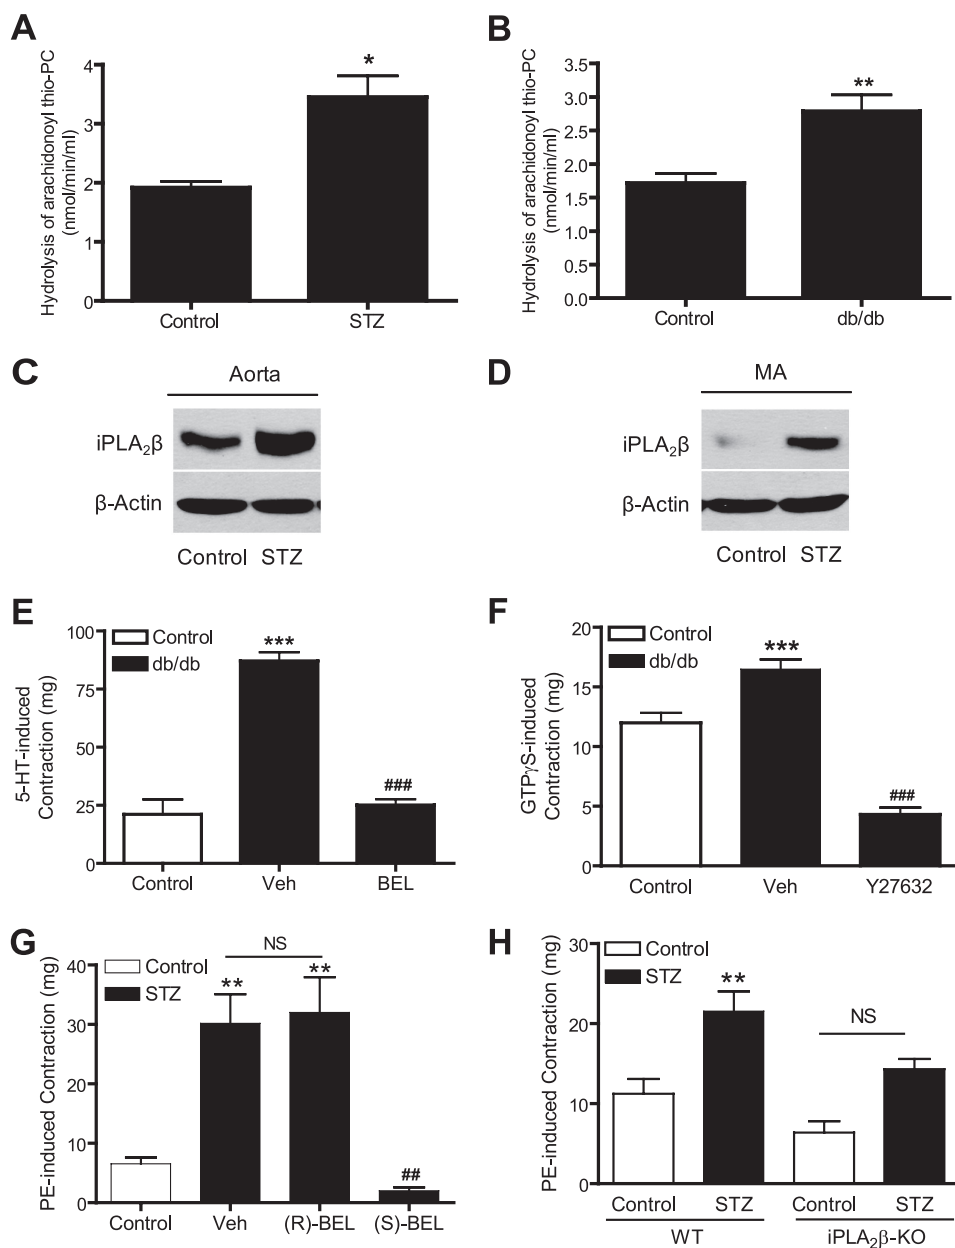 A
Hydrolysis of arachidonoyl thio-PC
(nmol/min/ml)
4
3
2
1
0
*
Control
STZ
B
Hydrolysis of arachidonoyl thio-PC
(nmol/min/ml)
3.5
3.0
2.5
2.0
1.5
1.0
0.5
0.0
**
Control
db/db
C
Aorta
iPLA₂β
β-Actin
Control STZ
D
MA
iPLA₂β
β-Actin
Control STZ
E
5-HT-induced
Contraction (mg)
100
75
50
25
0
Control
db/db
***
###
Control
Veh
BEL
F
GTPγS-induced
Contraction (mg)
20
15
10
5
0
Control
db/db
***
###
Control
Veh
Y27632
G
PE-induced Contraction (mg)
40
30
20
10
0
Control
STZ
NS
**
**
##
Control
Veh
(R)-BEL
(S)-BEL
H
PE-induced Contraction (mg)
30
20
10
0
Control
STZ
**
NS
Control
STZ
Control
STZ
WT
iPLA₂β-KO